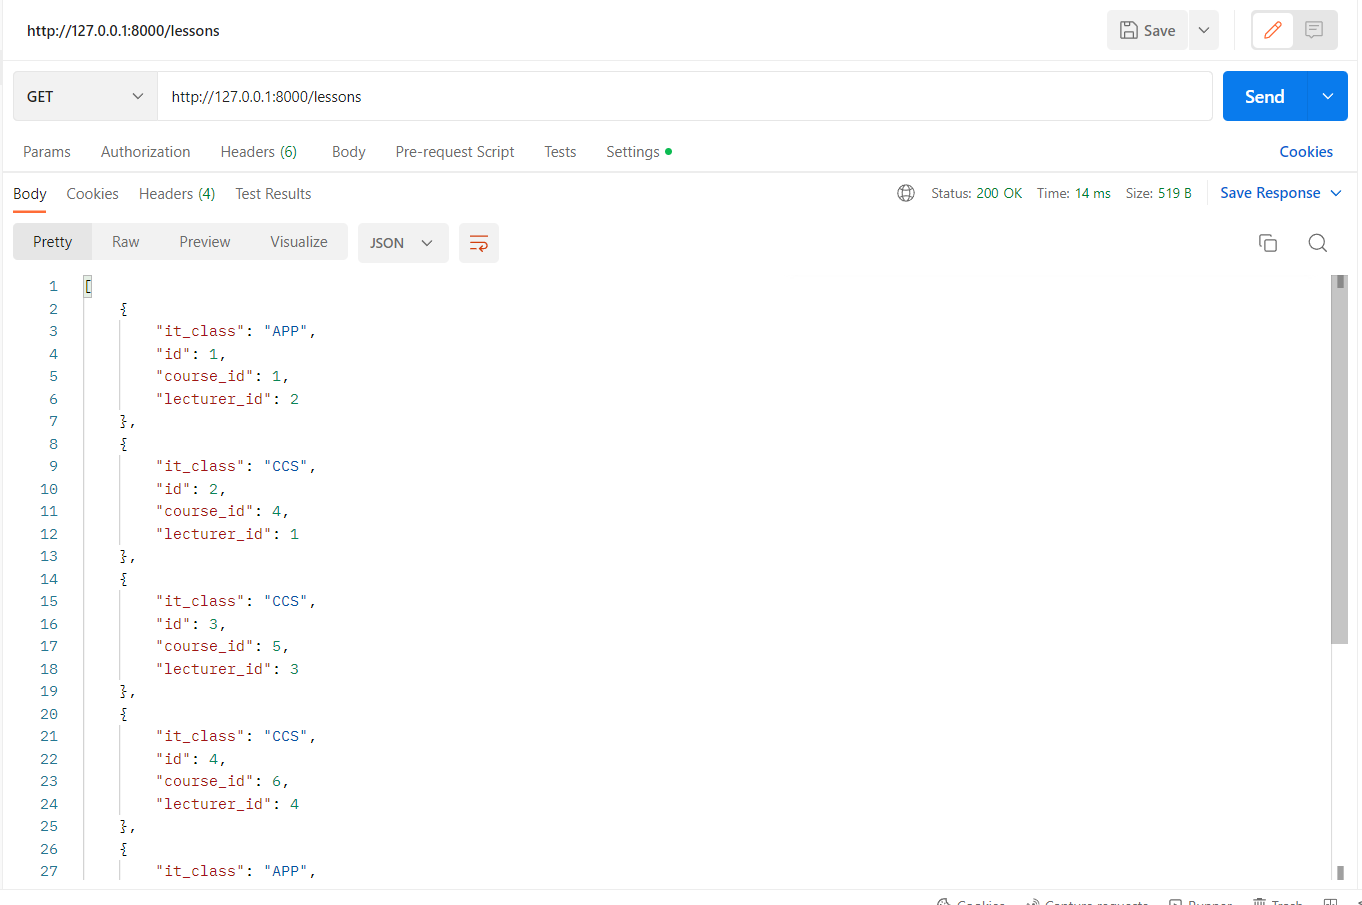 http://127.0.0.1:8000/lessons
Save
GET http://127.0.0.1:8000/lessons Send
Params Authorization Headers (6) Body Pre-request Script Tests Settings Cookies
Body Cookies Headers (4) Test Results Status: 200 OK Time: 14 ms Size: 519 B Save Response
Pretty Raw Preview Visualize JSON
1 [
2 {
3 "it_class": "APP",
4 "id": 1,
5 "course_id": 1,
6 "lecturer_id": 2
7 },
8 {
9 "it_class": "CCS",
10 "id": 2,
11 "course_id": 4,
12 "lecturer_id": 1
13 },
14 {
15 "it_class": "CCS",
16 "id": 3,
17 "course_id": 5,
18 "lecturer_id": 3
19 },
20 {
21 "it_class": "CCS",
22 "id": 4,
23 "course_id": 6,
24 "lecturer_id": 4
25 },
26 {
27 "it_class": "APP",
Cookies Capture requests Runner Trash